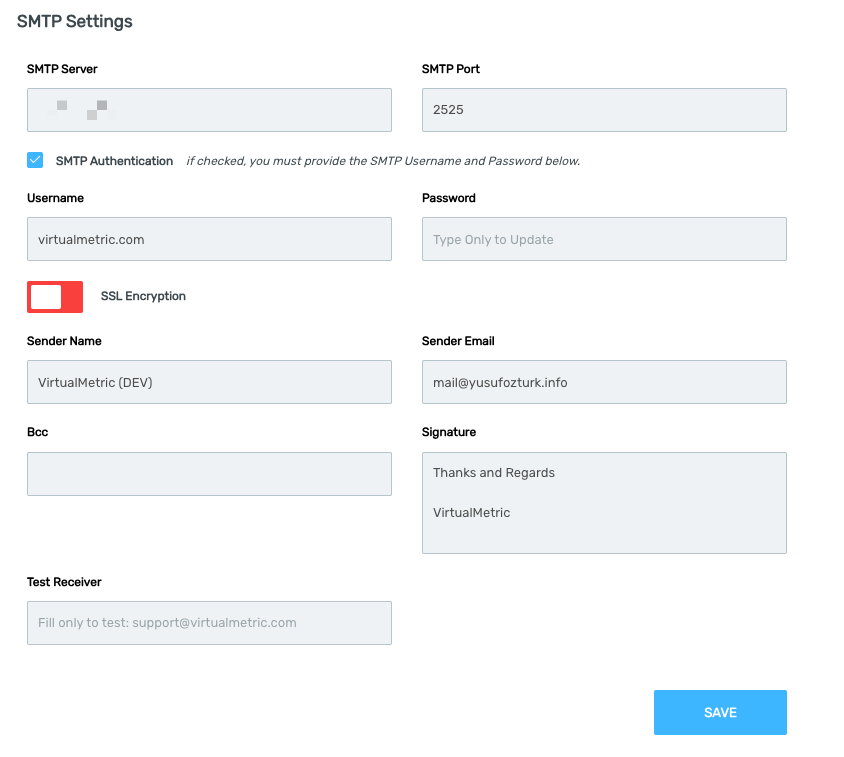 SMTP Settings
SMTP Server
SMTP Port
2525
SMTP Authentication if checked, you must provide the SMTP Username and Password below.
Username
Password
virtualmetric.com
Type Only to Update
SSL Encryption
Sender Name
Sender Email
VirtualMetric (DEV)
mail@yusufozturk.info
Bcc
Signature
Thanks and Regards
VirtualMetric
Test Receiver
Fill only to test: support@virtualmetric.com
SAVE